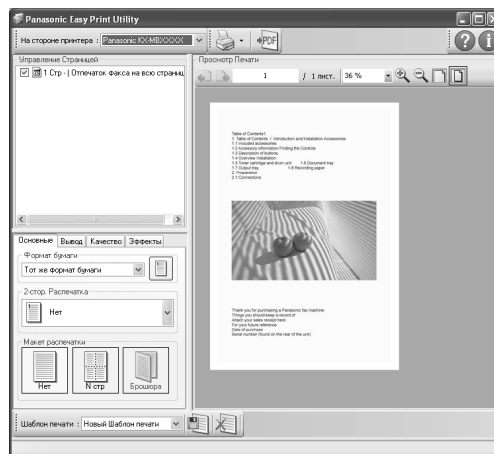 Panasonic Easy Print Utility
На стороне принтера : Panasonic KX-MBXXXX
PDF
Управление Страницей
1 Стр - ( Отпечаток Факса на всю страниц
Просмотр Печати
1 / 1 лист. 36 %
Table of Contents1.
1. Table of Contents / Introduction and Installation Accessories
1.1 Included accessories
1.2 Accessory information Finding the Controls
1.3 Description of buttons.
1.4 Overview Installation
1.5 Toner cartridge and drum unit 1.6 Document tray
1.7 Output tray 1.8 Recording paper
2. Preparation
2.1 Connections
Thank you for purchasing a Panasonic fax machine.
Things you should keep a record of
Attach your sales receipt here
For your future reference
Date of purchase
Serial number (found on the rear of the unit)
Основные Вывод Качество Эффекты
Формат бумаги
Тот же формат бумаги
2-стор. Распечатка
Нет
Макет распечатки
Нет N стр Брошюра
Шаблон печати : Новый Шаблон печати